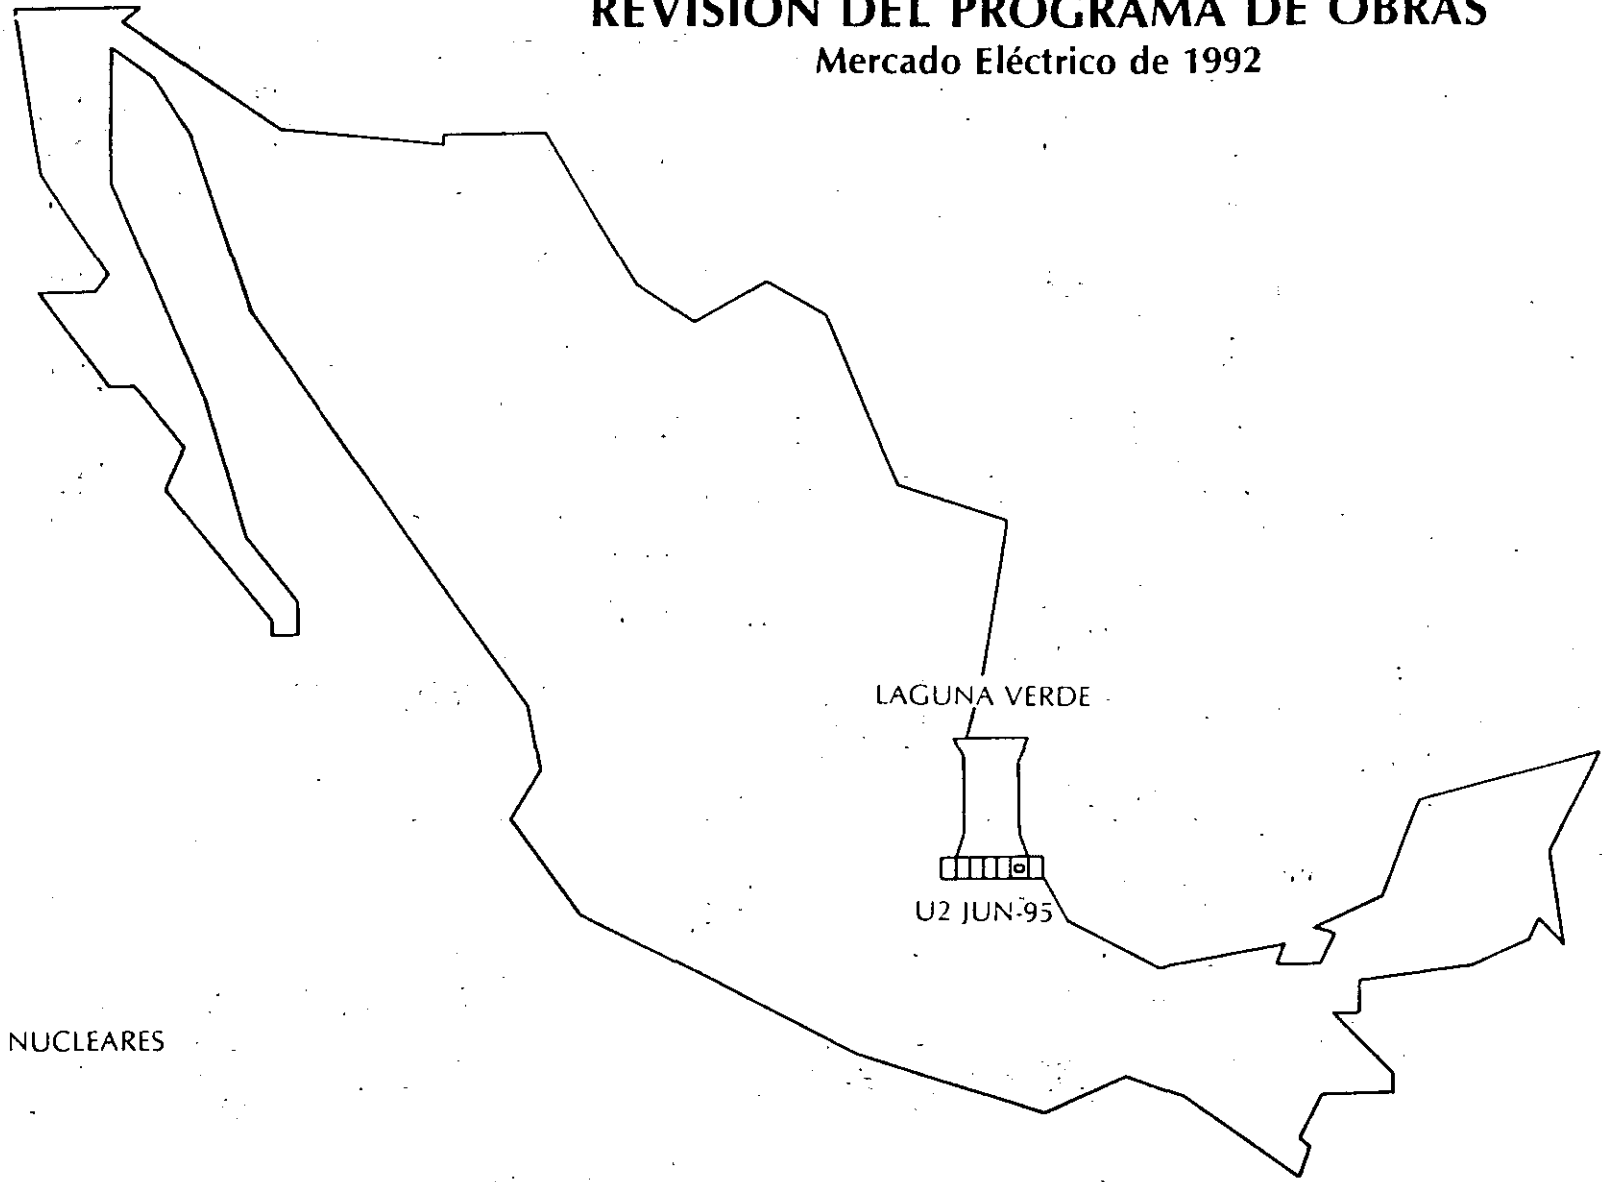 REVISION DEL PROGRAMA DE OBRAS
Mercado Eléctrico de 1992
LAGUNA VERDE
U2 JUN-95
NUCLEARES